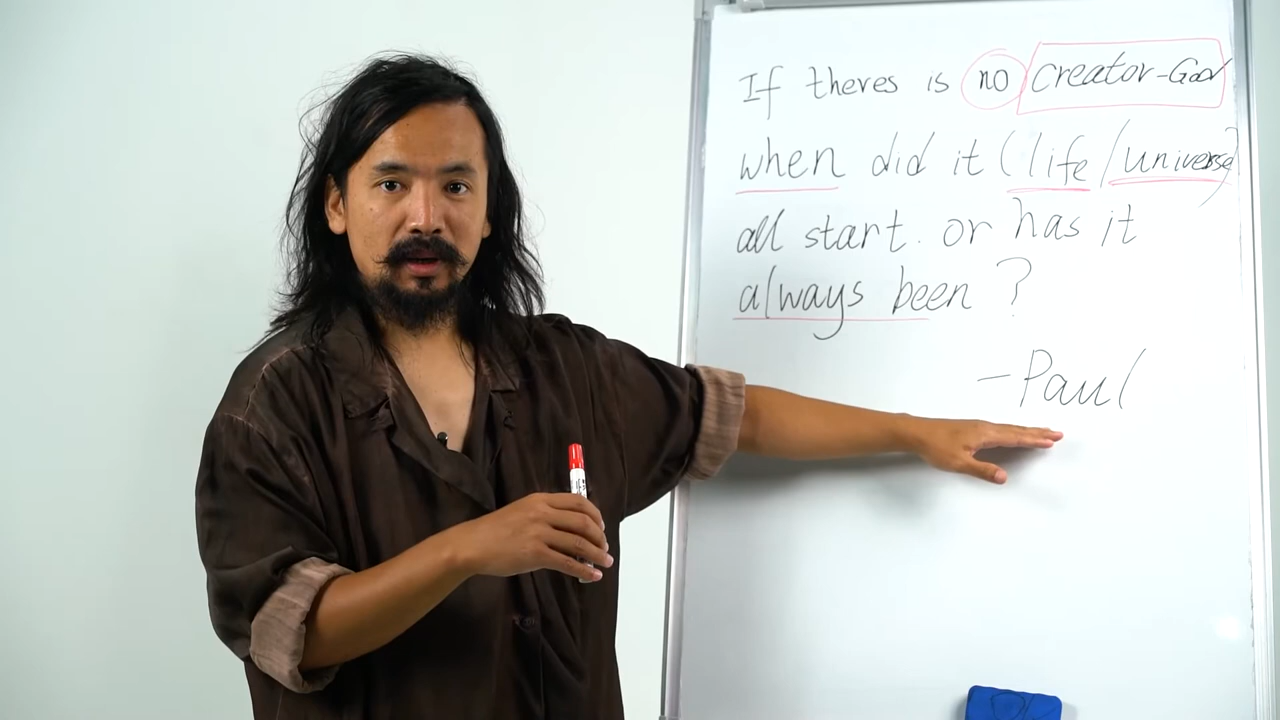 If theres is no Creator-God
when did it (life/universe)
all start. or has it
always been ?
-Paul